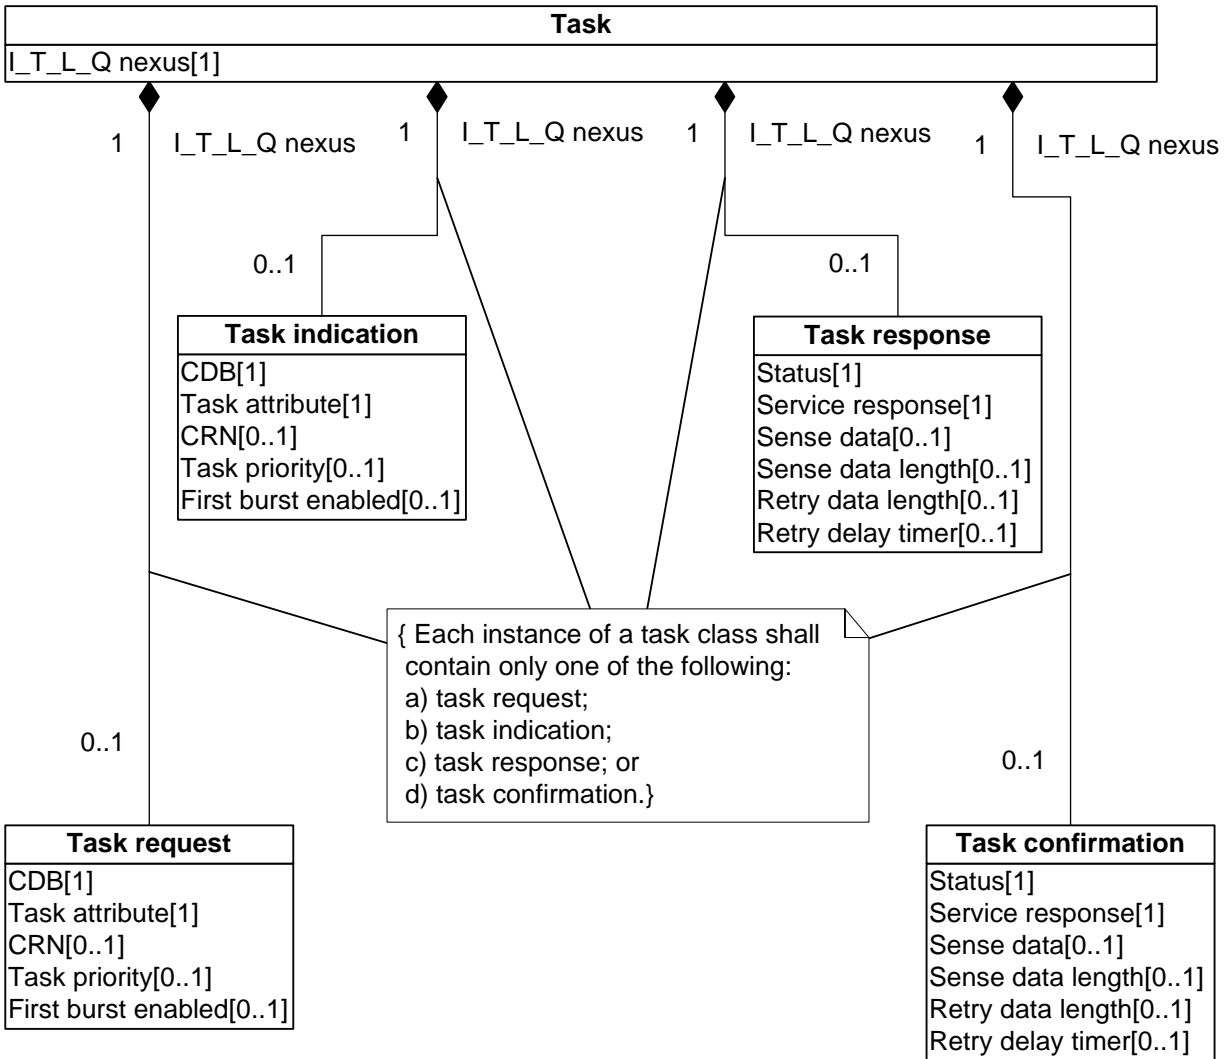 Task
I_T_L_Q nexus[1]
1
I_T_L_Q nexus
1
I_T_L_Q nexus
1
I_T_L_Q nexus
1
I_T_L_Q nexus
0..1
0..1
Task indication
CDB[1]
Task attribute[1]
CRN[0..1]
Task priority[0..1]
First burst enabled[0..1]
Task response
Status[1]
Service response[1]
Sense data[0..1]
Sense data length[0..1]
Retry data length[0..1]
Retry delay timer[0..1]
{ Each instance of a task class shall
contain only one of the following:
a) task request;
b) task indication;
c) task response; or
d) task confirmation.}
0..1
0..1
Task request
CDB[1]
Task attribute[1]
CRN[0..1]
Task priority[0..1]
First burst enabled[0..1]
Task confirmation
Status[1]
Service response[1]
Sense data[0..1]
Sense data length[0..1]
Retry data length[0..1]
Retry delay timer[0..1]